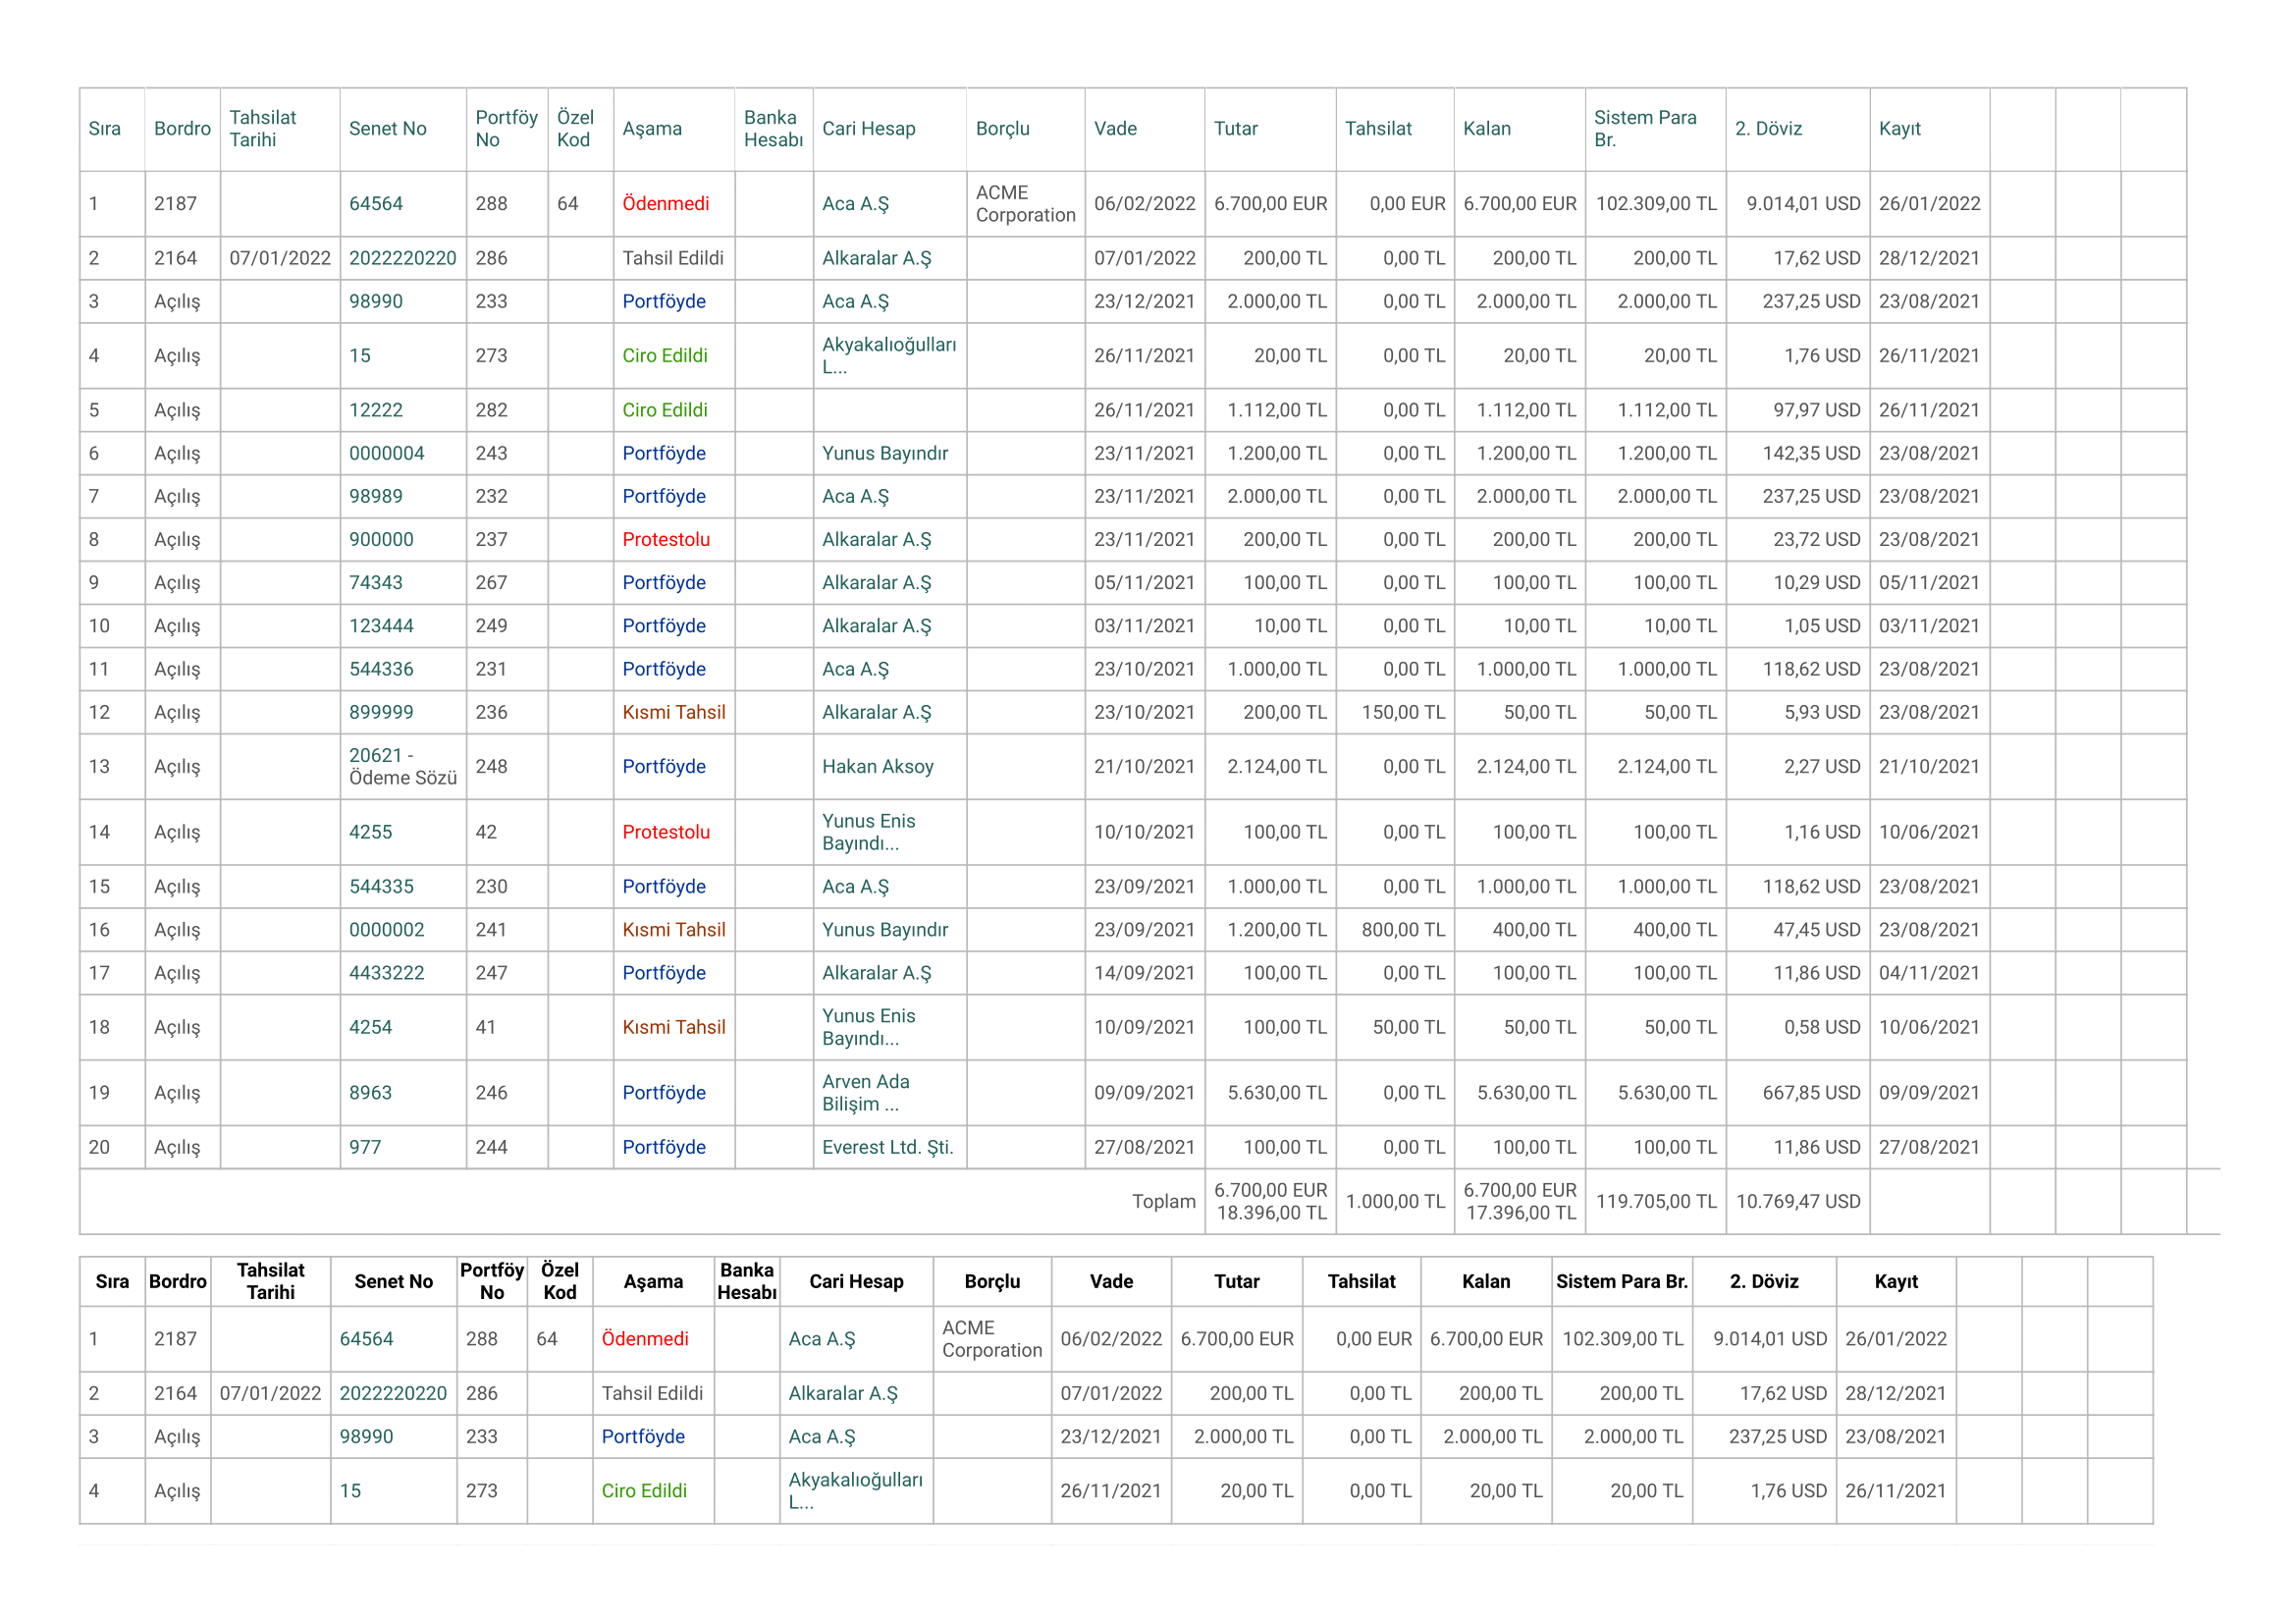 Sıra Bordro Tahsilat Tarihi Senet No Portföy No Özel Kod Aşama Banka Hesabı Cari Hesap Borçlu Vade Tutar Tahsilat Kalan Sistem Para Br. 2. Döviz Kayıt
1 2187 64564 288 64 Ödenmedi Aca A.Ş ACME Corporation 06/02/2022 6.700,00 EUR 0,00 EUR 6.700,00 EUR 102.309,00 TL 9.014,01 USD 26/01/2022
2 2164 07/01/2022 2022220220 286 Tahsil Edildi Alkaralar A.Ş 07/01/2022 200,00 TL 0,00 TL 200,00 TL 200,00 TL 17,62 USD 28/12/2021
3 Açılış 98990 233 Portföyde Aca A.Ş 23/12/2021 2.000,00 TL 0,00 TL 2.000,00 TL 2.000,00 TL 237,25 USD 23/08/2021
4 Açılış 15 273 Ciro Edildi Akyakalıoğulları L... 26/11/2021 20,00 TL 0,00 TL 20,00 TL 20,00 TL 1,76 USD 26/11/2021
5 Açılış 12222 282 Ciro Edildi 26/11/2021 1.112,00 TL 0,00 TL 1.112,00 TL 1.112,00 TL 97,97 USD 26/11/2021
6 Açılış 0000004 243 Portföyde Yunus Bayındır 23/11/2021 1.200,00 TL 0,00 TL 1.200,00 TL 1.200,00 TL 142,35 USD 23/08/2021
7 Açılış 98989 232 Portföyde Aca A.Ş 23/11/2021 2.000,00 TL 0,00 TL 2.000,00 TL 2.000,00 TL 237,25 USD 23/08/2021
8 Açılış 900000 237 Protestolu Alkaralar A.Ş 23/11/2021 200,00 TL 0,00 TL 200,00 TL 200,00 TL 23,72 USD 23/08/2021
9 Açılış 74343 267 Portföyde Alkaralar A.Ş 05/11/2021 100,00 TL 0,00 TL 100,00 TL 100,00 TL 10,29 USD 05/11/2021
10 Açılış 123444 249 Portföyde Alkaralar A.Ş 03/11/2021 10,00 TL 0,00 TL 10,00 TL 10,00 TL 1,05 USD 03/11/2021
11 Açılış 544336 231 Portföyde Aca A.Ş 23/10/2021 1.000,00 TL 0,00 TL 1.000,00 TL 1.000,00 TL 118,62 USD 23/08/2021
12 Açılış 899999 236 Kısmi Tahsil Alkaralar A.Ş 23/10/2021 200,00 TL 150,00 TL 50,00 TL 50,00 TL 5,93 USD 23/08/2021
13 Açılış 20621 - Ödeme Sözü 248 Portföyde Hakan Aksoy 21/10/2021 2.124,00 TL 0,00 TL 2.124,00 TL 2.124,00 TL 2,27 USD 21/10/2021
14 Açılış 4255 42 Protestolu Yunus Enis Bayındı... 10/10/2021 100,00 TL 0,00 TL 100,00 TL 100,00 TL 1,16 USD 10/06/2021
15 Açılış 544335 230 Portföyde Aca A.Ş 23/09/2021 1.000,00 TL 0,00 TL 1.000,00 TL 1.000,00 TL 118,62 USD 23/08/2021
16 Açılış 0000002 241 Kısmi Tahsil Yunus Bayındır 23/09/2021 1.200,00 TL 800,00 TL 400,00 TL 400,00 TL 47,45 USD 23/08/2021
17 Açılış 4433222 247 Portföyde Alkaralar A.Ş 14/09/2021 100,00 TL 0,00 TL 100,00 TL 100,00 TL 11,86 USD 04/11/2021
18 Açılış 4254 41 Kısmi Tahsil Yunus Enis Bayındı... 10/09/2021 100,00 TL 50,00 TL 50,00 TL 50,00 TL 0,58 USD 10/06/2021
19 Açılış 8963 246 Portföyde Arven Ada Bilişim ... 09/09/2021 5.630,00 TL 0,00 TL 5.630,00 TL 5.630,00 TL 667,85 USD 09/09/2021
20 Açılış 977 244 Portföyde Everest Ltd. Şti. 27/08/2021 100,00 TL 0,00 TL 100,00 TL 100,00 TL 11,86 USD 27/08/2021
Toplam 6.700,00 EUR 18.396,00 TL 1.000,00 TL 6.700,00 EUR 17.396,00 TL 119.705,00 TL 10.769,47 USD
Sıra Bordro Tahsilat Tarihi Senet No Portföy No Özel Kod Aşama Banka Hesabı Cari Hesap Borçlu Vade Tutar Tahsilat Kalan Sistem Para Br. 2. Döviz Kayıt
1 2187 64564 288 64 Ödenmedi Aca A.Ş ACME Corporation 06/02/2022 6.700,00 EUR 0,00 EUR 6.700,00 EUR 102.309,00 TL 9.014,01 USD 26/01/2022
2 2164 07/01/2022 2022220220 286 Tahsil Edildi Alkaralar A.Ş 07/01/2022 200,00 TL 0,00 TL 200,00 TL 200,00 TL 17,62 USD 28/12/2021
3 Açılış 98990 233 Portföyde Aca A.Ş 23/12/2021 2.000,00 TL 0,00 TL 2.000,00 TL 2.000,00 TL 237,25 USD 23/08/2021
4 Açılış 15 273 Ciro Edildi Akyakalıoğulları L... 26/11/2021 20,00 TL 0,00 TL 20,00 TL 20,00 TL 1,76 USD 26/11/2021